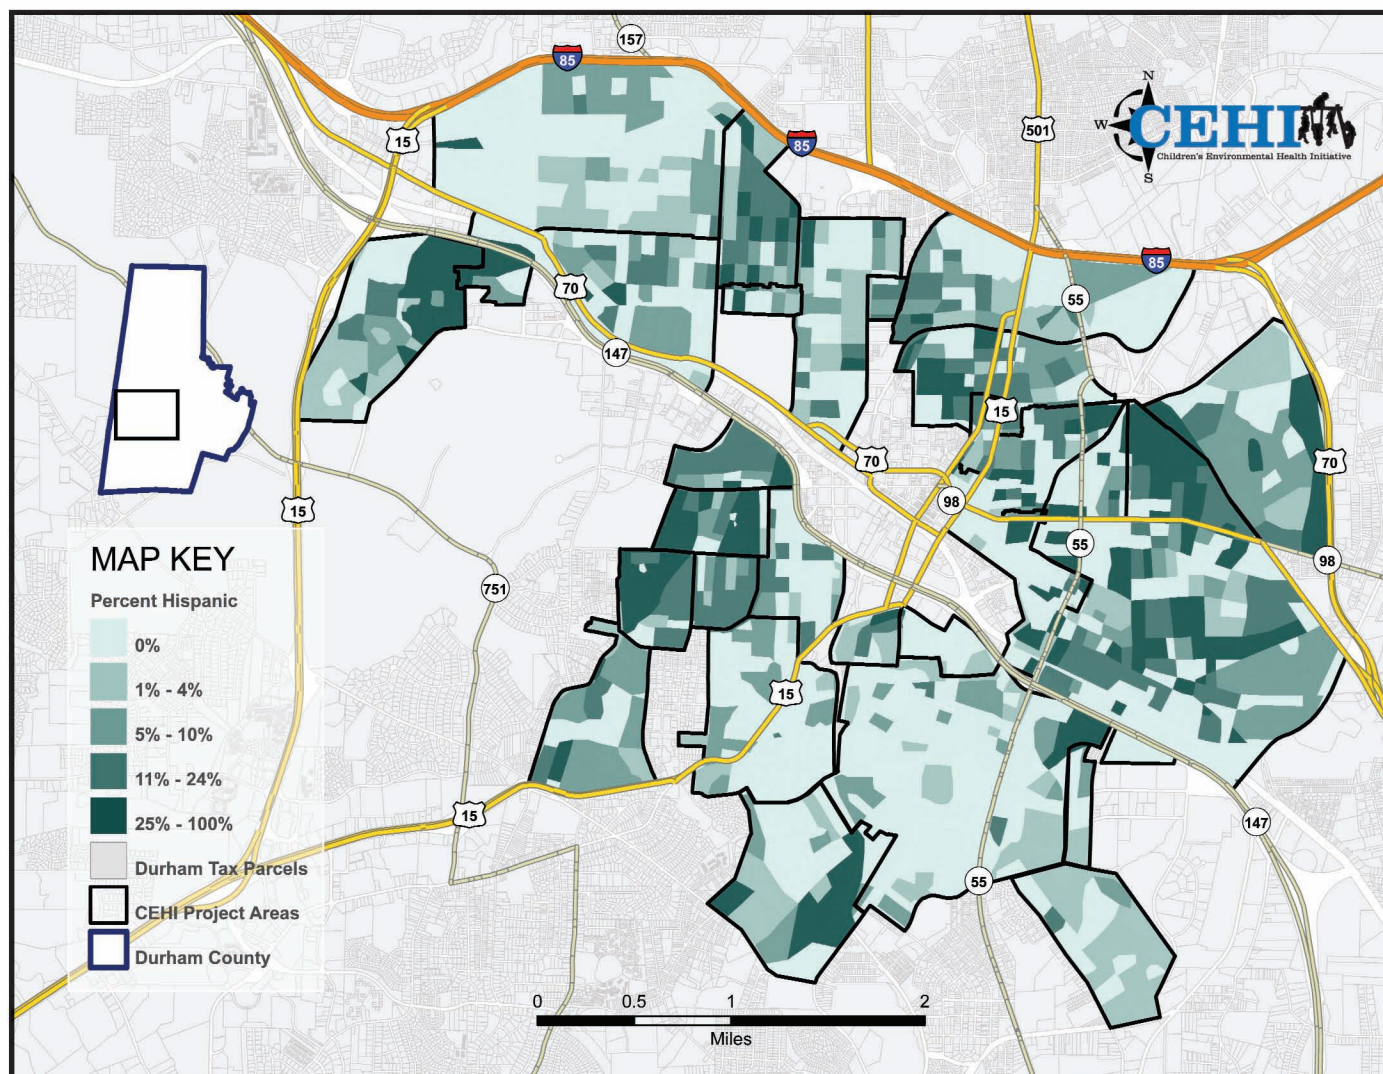 157
85
15
85
501
N
W
S
CEHI
Children's Environmental Health Initiative
85
55
70
147
15
70
70
98
15
55
98
751
15
15
147
55
MAP KEY
Percent Hispanic
0%
1% - 4%
5% - 10%
11% - 24%
25% - 100%
Durham Tax Parcels
CEHI Project Areas
Durham County
0 0.5 1 2
Miles